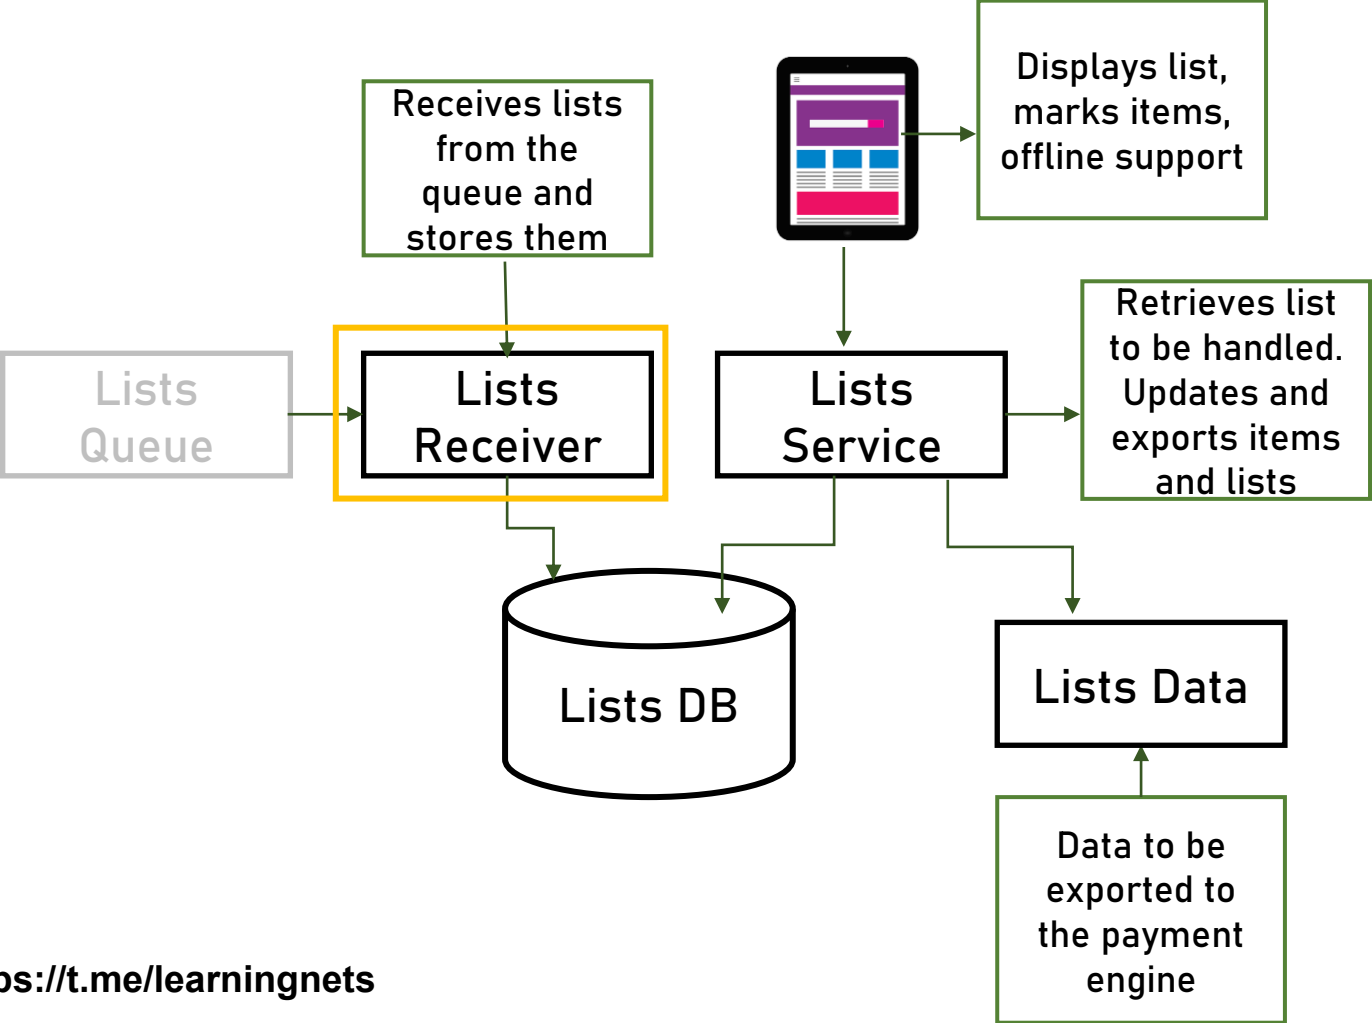 Displays list,
marks items,
offline support
Receives lists
from the
queue and
stores them
Retrieves list
to be handled.
Updates and
exports items
and lists
Lists
Queue
Lists
Receiver
Lists
Service
Lists DB
Lists Data
Data to be
exported to
the payment
engine
ps://t.me/learningnets